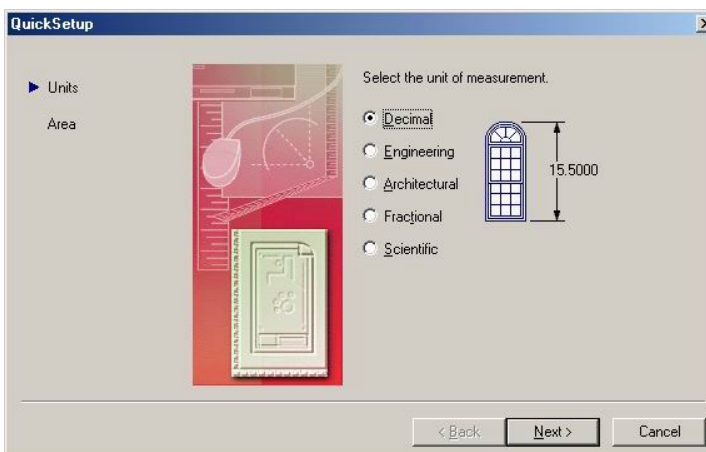 QuickSetup
Units
Area
Select the unit of measurement.
Decimal
Engineering
Architectural
Fractional
Scientific
15.5000
< Back
Next >
Cancel